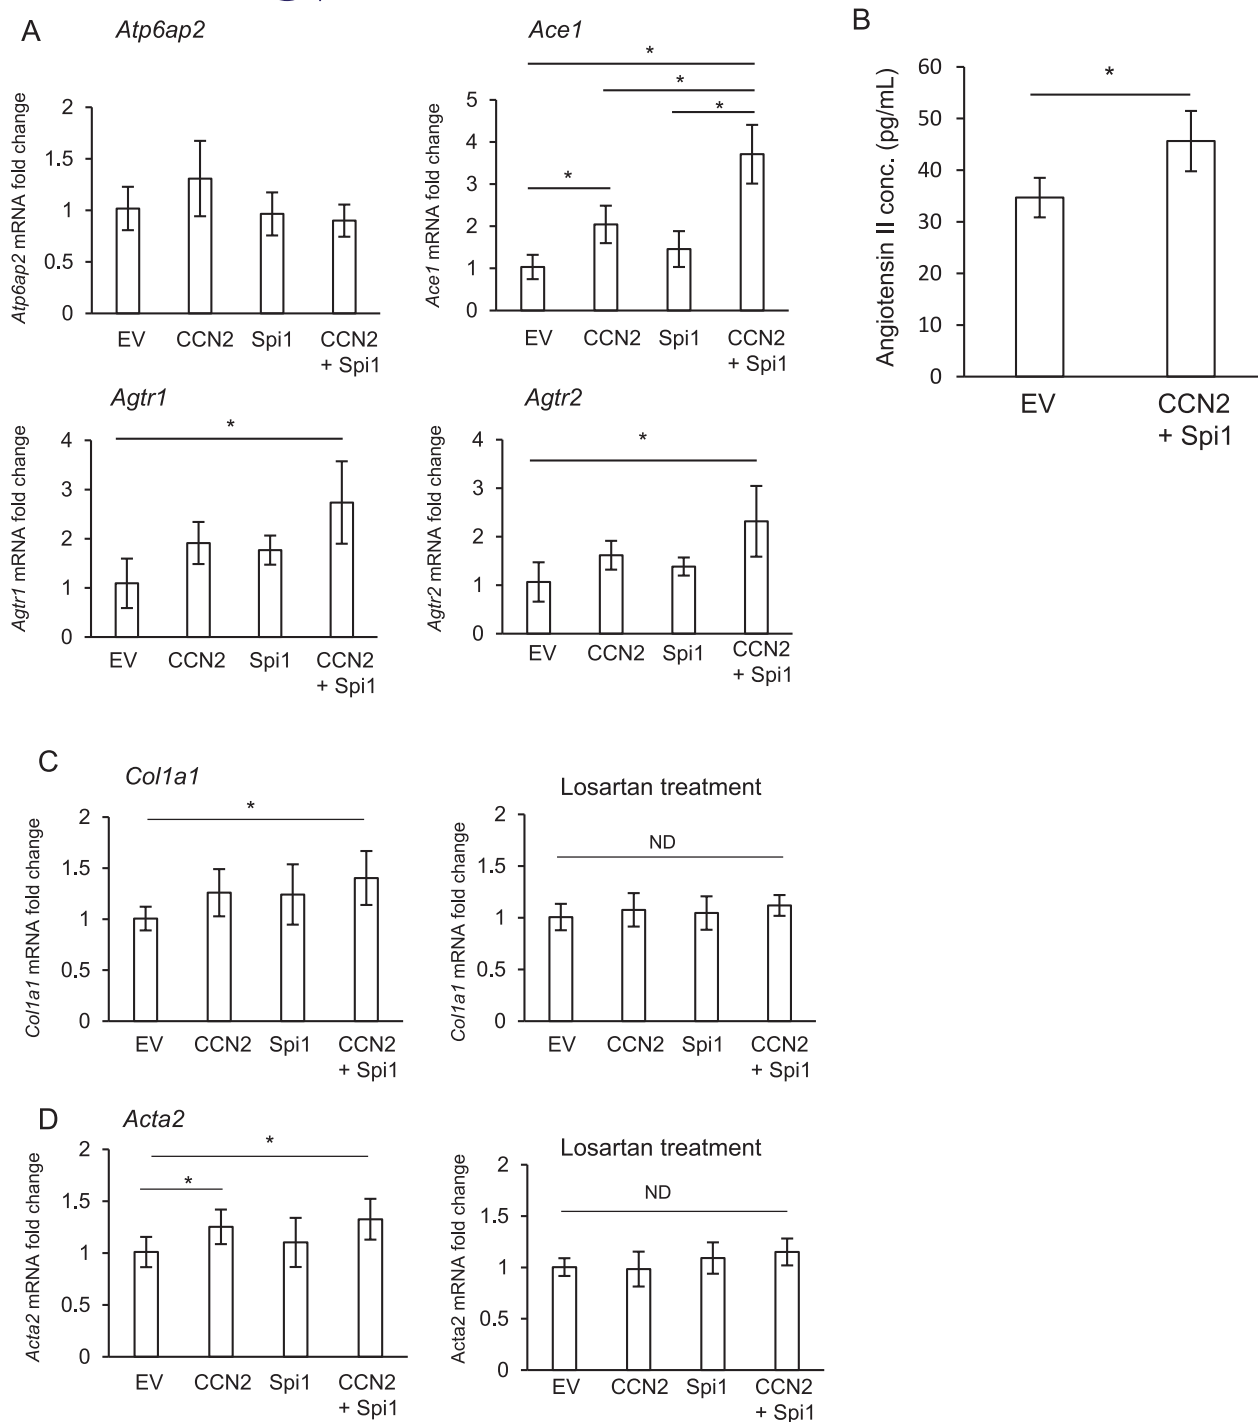 A
Atp6ap2
Atp6ap2 mRNA fold change
2
1.5
1
0.5
0
EV CCN2 Spi1 CCN2
+ Spi1
Ace1
*
*
*
*
Ace1 mRNA fold change
5
4
3
2
1
0
EV CCN2 Spi1 CCN2
+ Spi1
B
*
Angiotensin II conc. (pg/mL)
60
50
40
30
20
10
0
EV CCN2
+ Spi1
Agtr1
*
Agtr1 mRNA fold change
4
3
2
1
0
EV CCN2 Spi1 CCN2
+ Spi1
Agtr2
*
Agtr2 mRNA fold change
4
3
2
1
0
EV CCN2 Spi1 CCN2
+ Spi1
C
Col1a1
*
Col1a1 mRNA fold change
2
1.5
1
0.5
0
EV CCN2 Spi1 CCN2
+ Spi1
Losartan treatment
ND
Col1a1 mRNA fold change
2
1.5
1
0.5
0
EV CCN2 Spi1 CCN2
+ Spi1
D
Acta2
*
*
Acta2 mRNA fold change
2
1.5
1
0.5
0
EV CCN2 Spi1 CCN2
+ Spi1
Losartan treatment
ND
Acta2 mRNA fold change
2
1.5
1
0.5
0
EV CCN2 Spi1 CCN2
+ Spi1